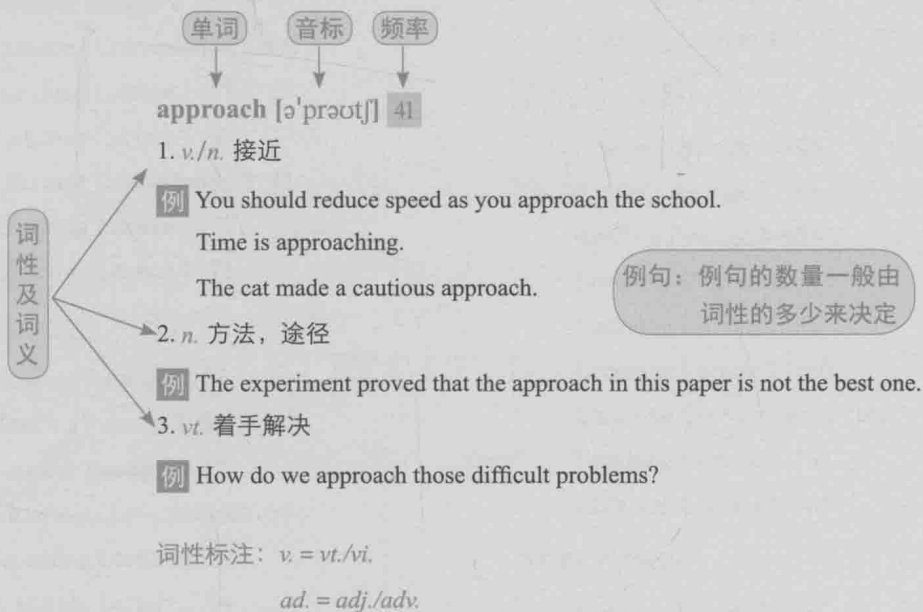 单词 音标 频率
approach [əˈprəʊtʃ] 41
1. v./n. 接近
例 You should reduce speed as you approach the school.
Time is approaching.
The cat made a cautious approach.
词性及词义
例句：例句的数量一般由
词性的多少来决定
2. n. 方法，途径
例 The experiment proved that the approach in this paper is not the best one.
3. vt. 着手解决
例 How do we approach those difficult problems?
词性标注：v. = vt./vi.
ad. = adj./adv.